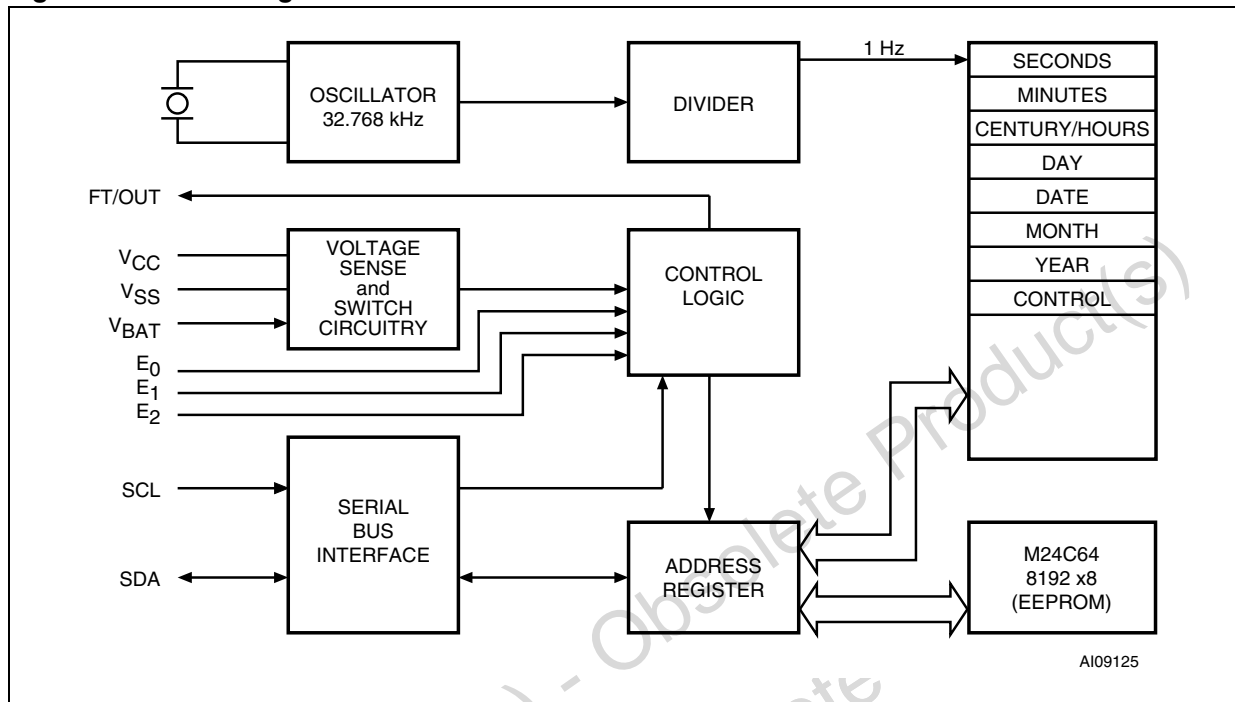 1 Hz
OSCILLATOR
32.768 kHz
DIVIDER
SECONDS
MINUTES
CENTURY/HOURS
DAY
DATE
MONTH
YEAR
CONTROL
FT/OUT
VCC
VSS
VBAT
E0
E1
E2
VOLTAGE
SENSE
and
SWITCH
CIRCUITRY
CONTROL
LOGIC
SCL
SDA
SERIAL
BUS
INTERFACE
ADDRESS
REGISTER
M24C64
8192 x8
(EEPROM)
AI09125
) - Obsolete Product(s)